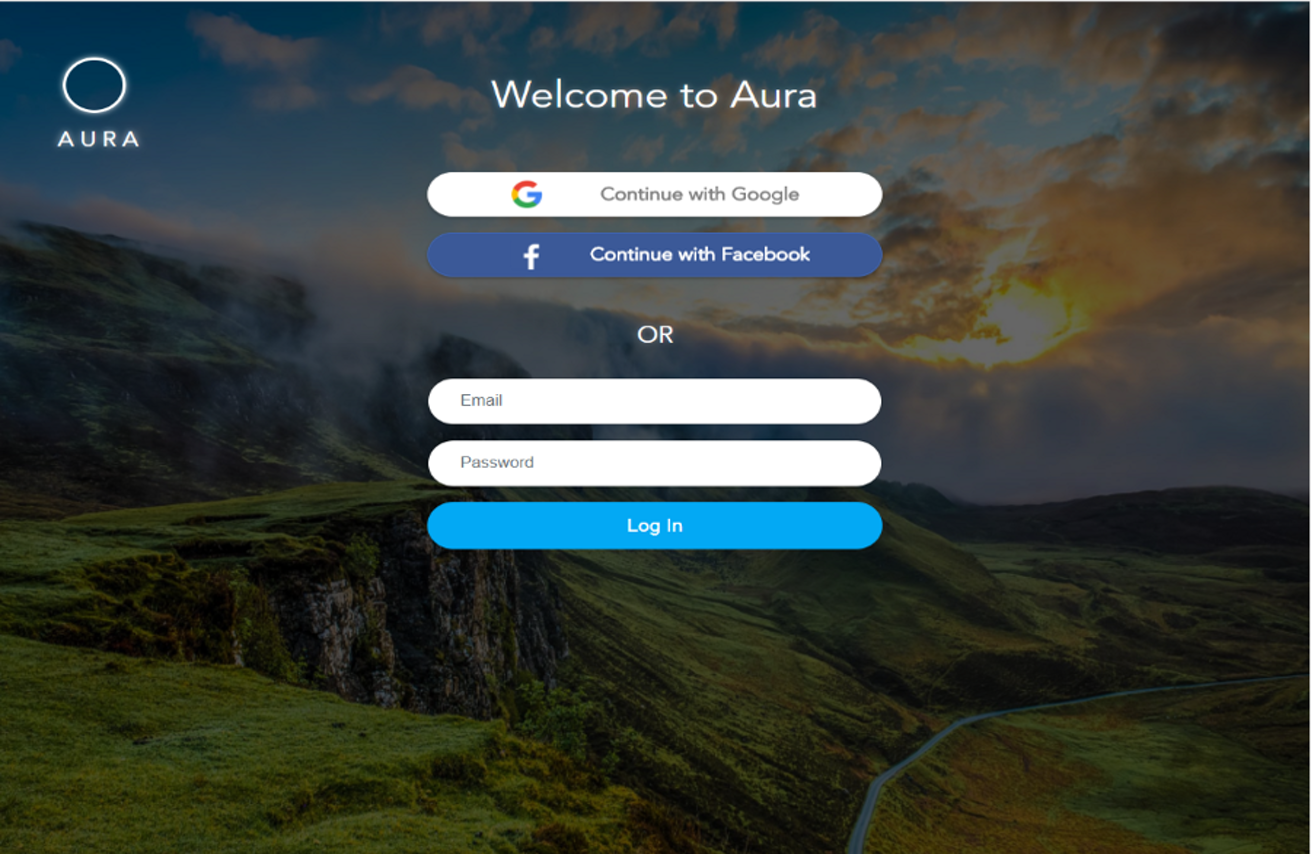 AURA
Welcome to Aura
Continue with Google
Continue with Facebook
OR
Email
Password
Log In